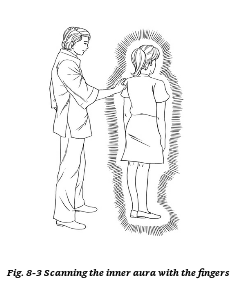 Fig. 8-3 Scanning the inner aura with the fingers